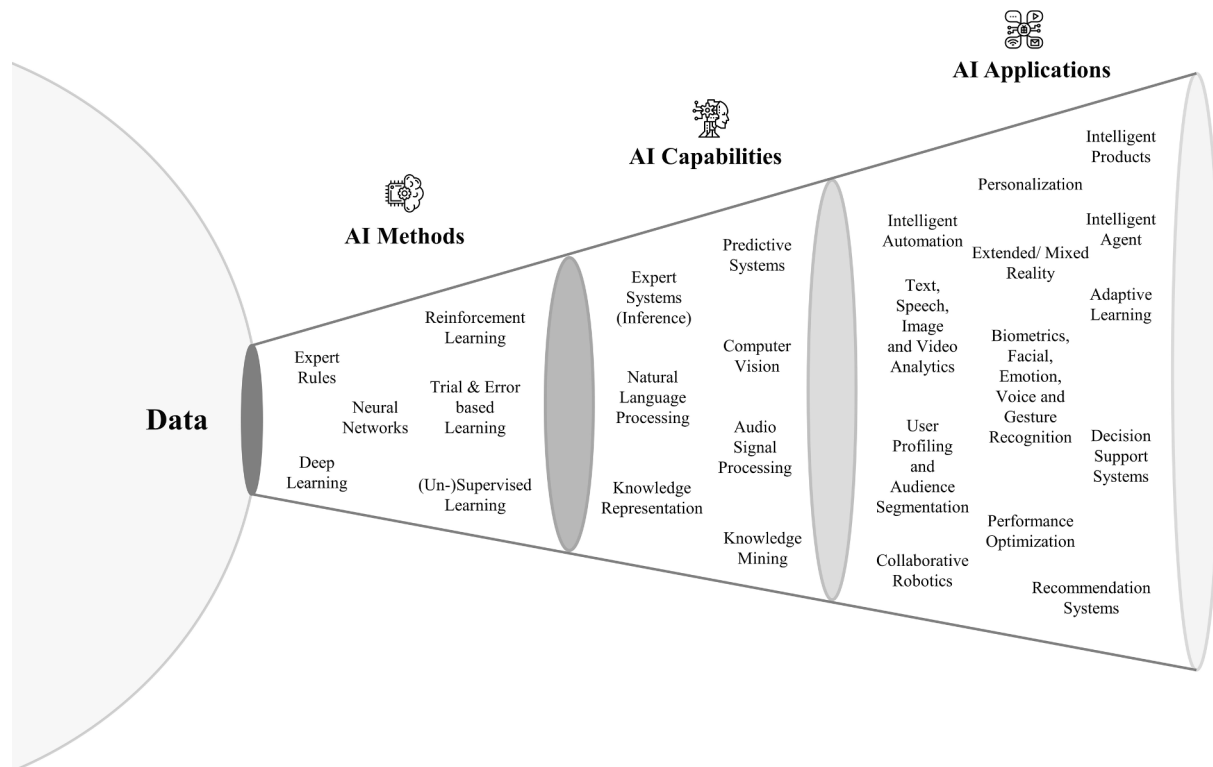 AI Applications
AI Capabilities
AI Methods
Data
Expert
Rules
Neural
Networks
Deep
Learning
Reinforcement
Learning
Trial & Error
based
Learning
(Un-)Supervised
Learning
Expert
Systems
(Inference)
Natural
Language
Processing
Knowledge
Representation
Predictive
Systems
Computer
Vision
Audio
Signal
Processing
Knowledge
Mining
Intelligent
Automation
Text,
Speech,
Image
and Video
Analytics
User
Profiling
and
Audience
Segmentation
Collaborative
Robotics
Personalization
Extended/ Mixed
Reality
Biometrics,
Facial,
Emotion,
Voice and
Gesture
Recognition
Performance
Optimization
Intelligent
Products
Intelligent
Agent
Adaptive
Learning
Decision
Support
Systems
Recommendation
Systems